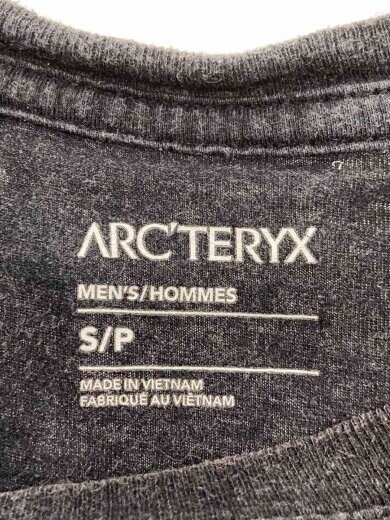 ARC'TERYX
MEN'S/HOMMES
S/P
MADE IN VIETNAM
FABRIQUÉ AU VIÊTNAM